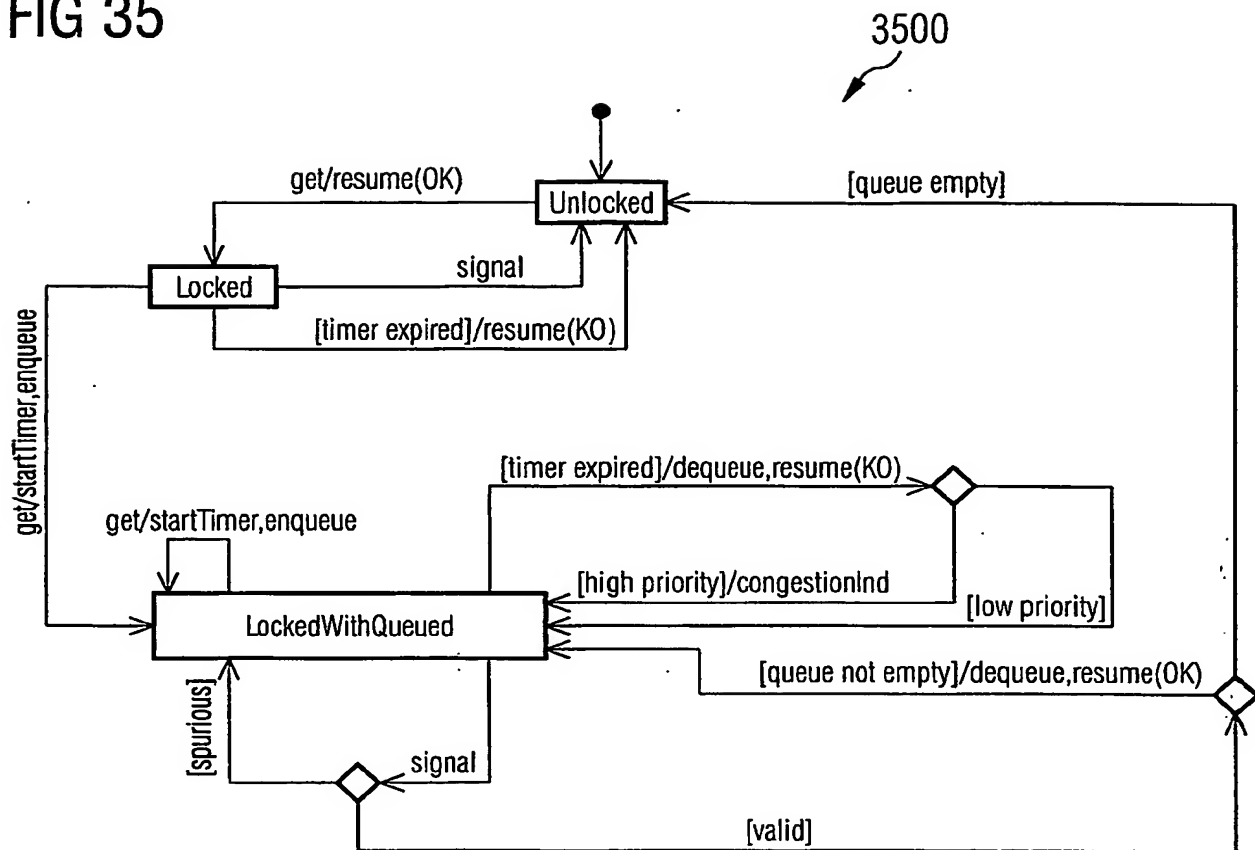 FIG 35
3500
get/resume(OK)
Unlocked
[queue empty]
Locked
signal
[timer expired]/resume(KO)
get/startTimer,enqueue
[timer expired]/dequeue,resume(KO)
get/startTimer,enqueue
[high priority]/congestionInd
[low priority]
LockedWithQueued
[queue not empty]/dequeue,resume(OK)
[spurious]
signal
[valid]